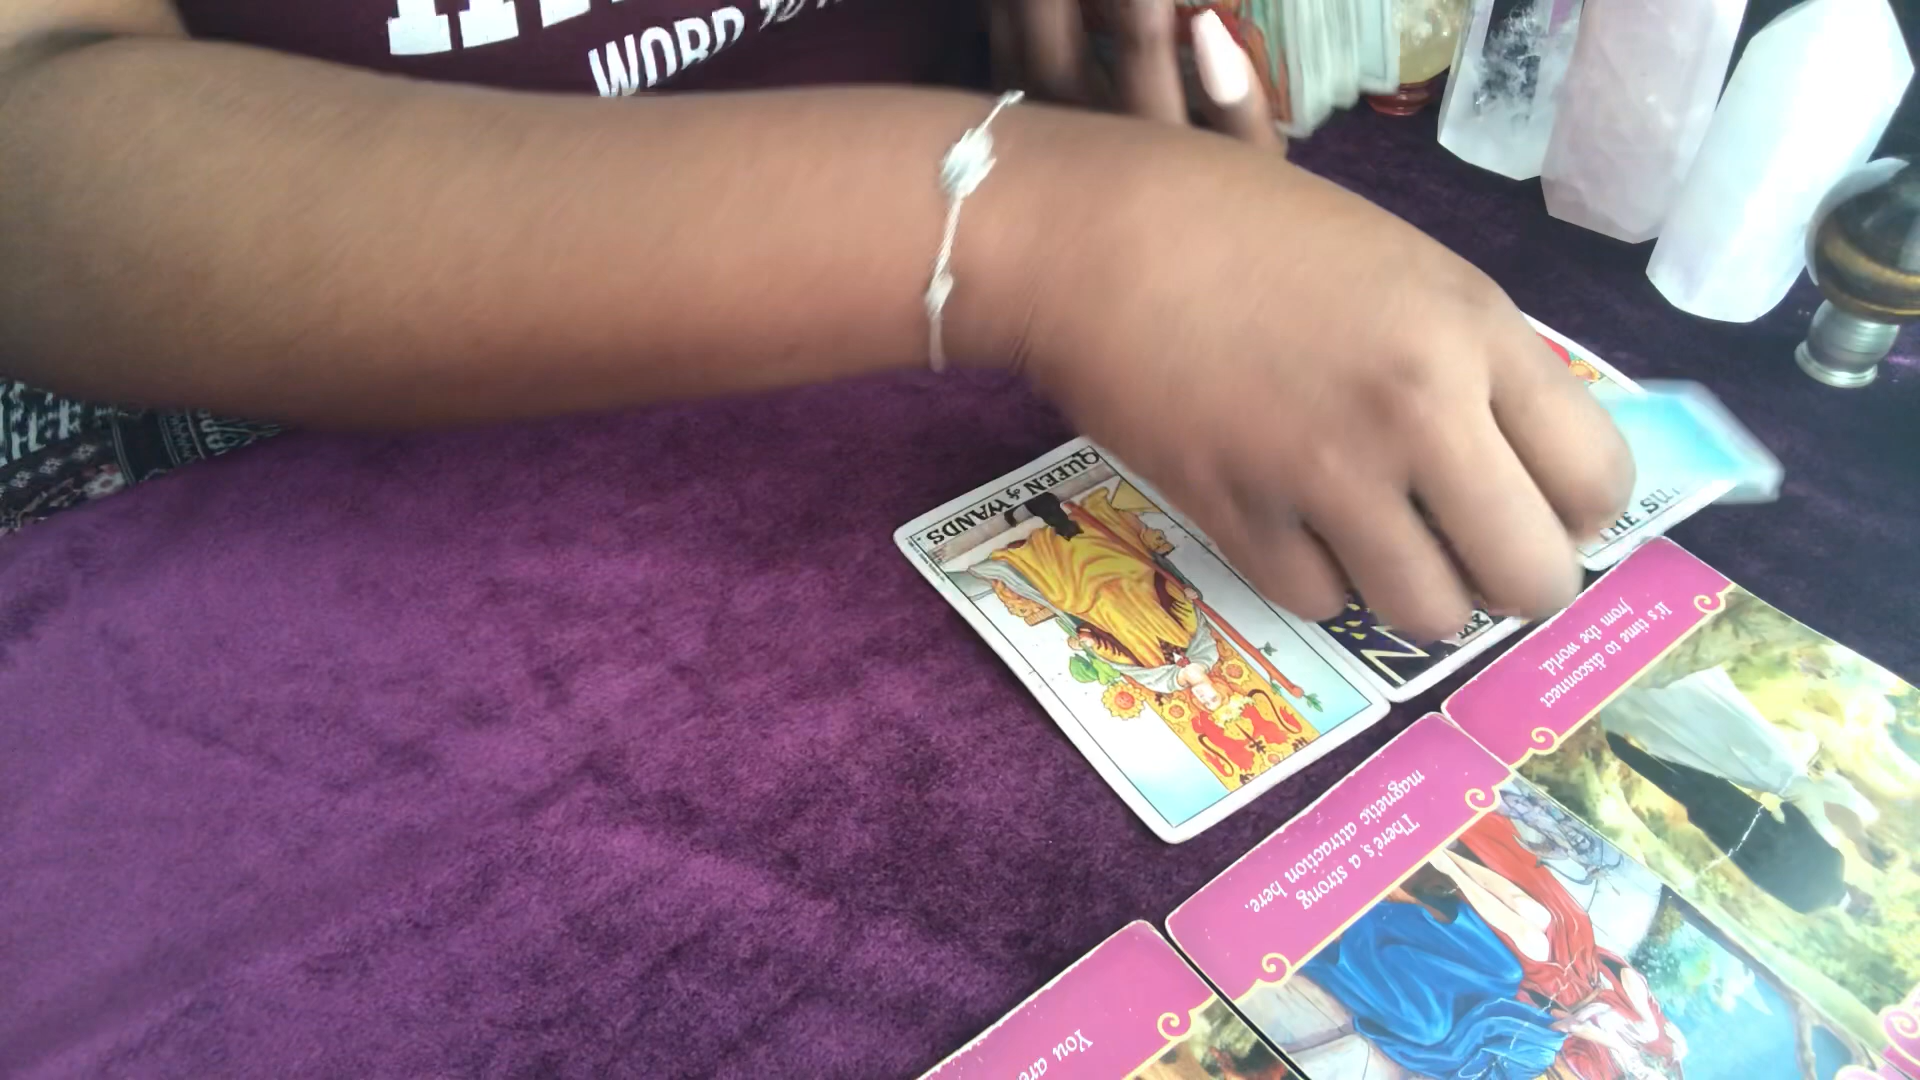 WORD
QUEEN of WANDS
THE SUN
It's time to disconnect
from the world.
There's a strong
magnetic attraction here.
You are